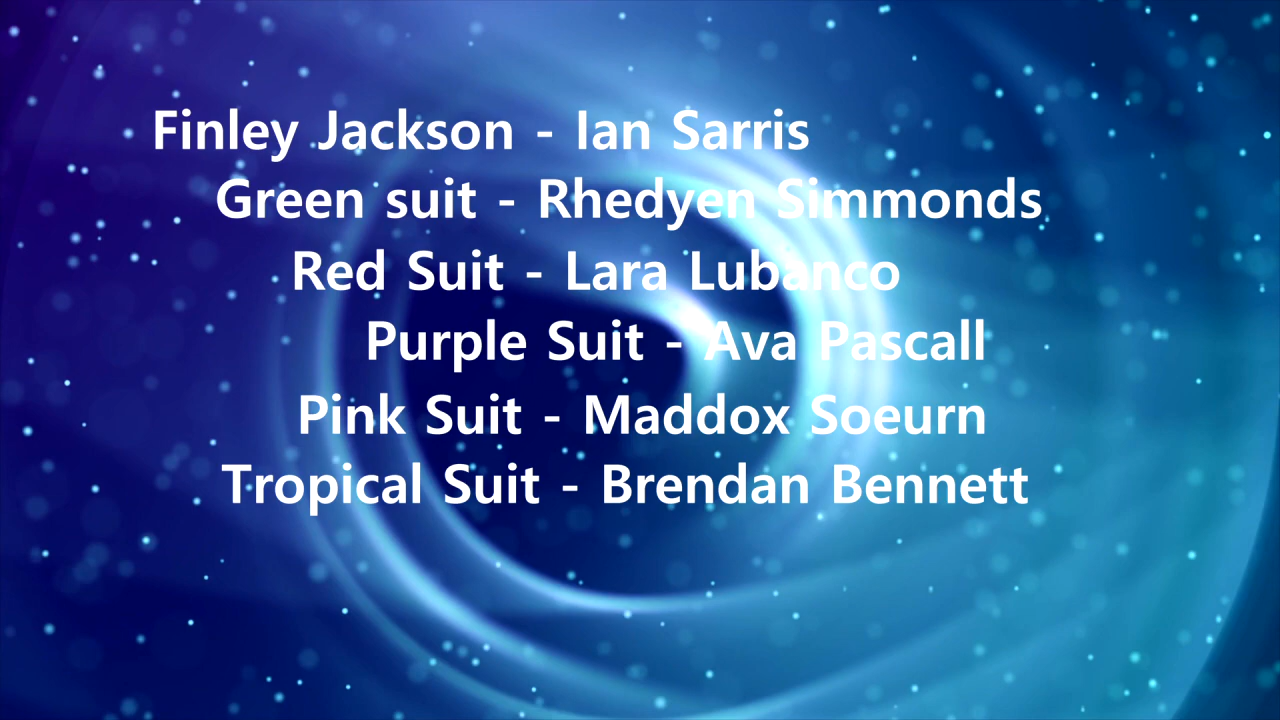 Finley Jackson - Ian Sarris
Green suit - Rhedyen Simmonds
Red Suit - Lara Lubanco
Purple Suit - Ava Pascall
Pink Suit - Maddox Soeurn
Tropical Suit - Brendan Bennett